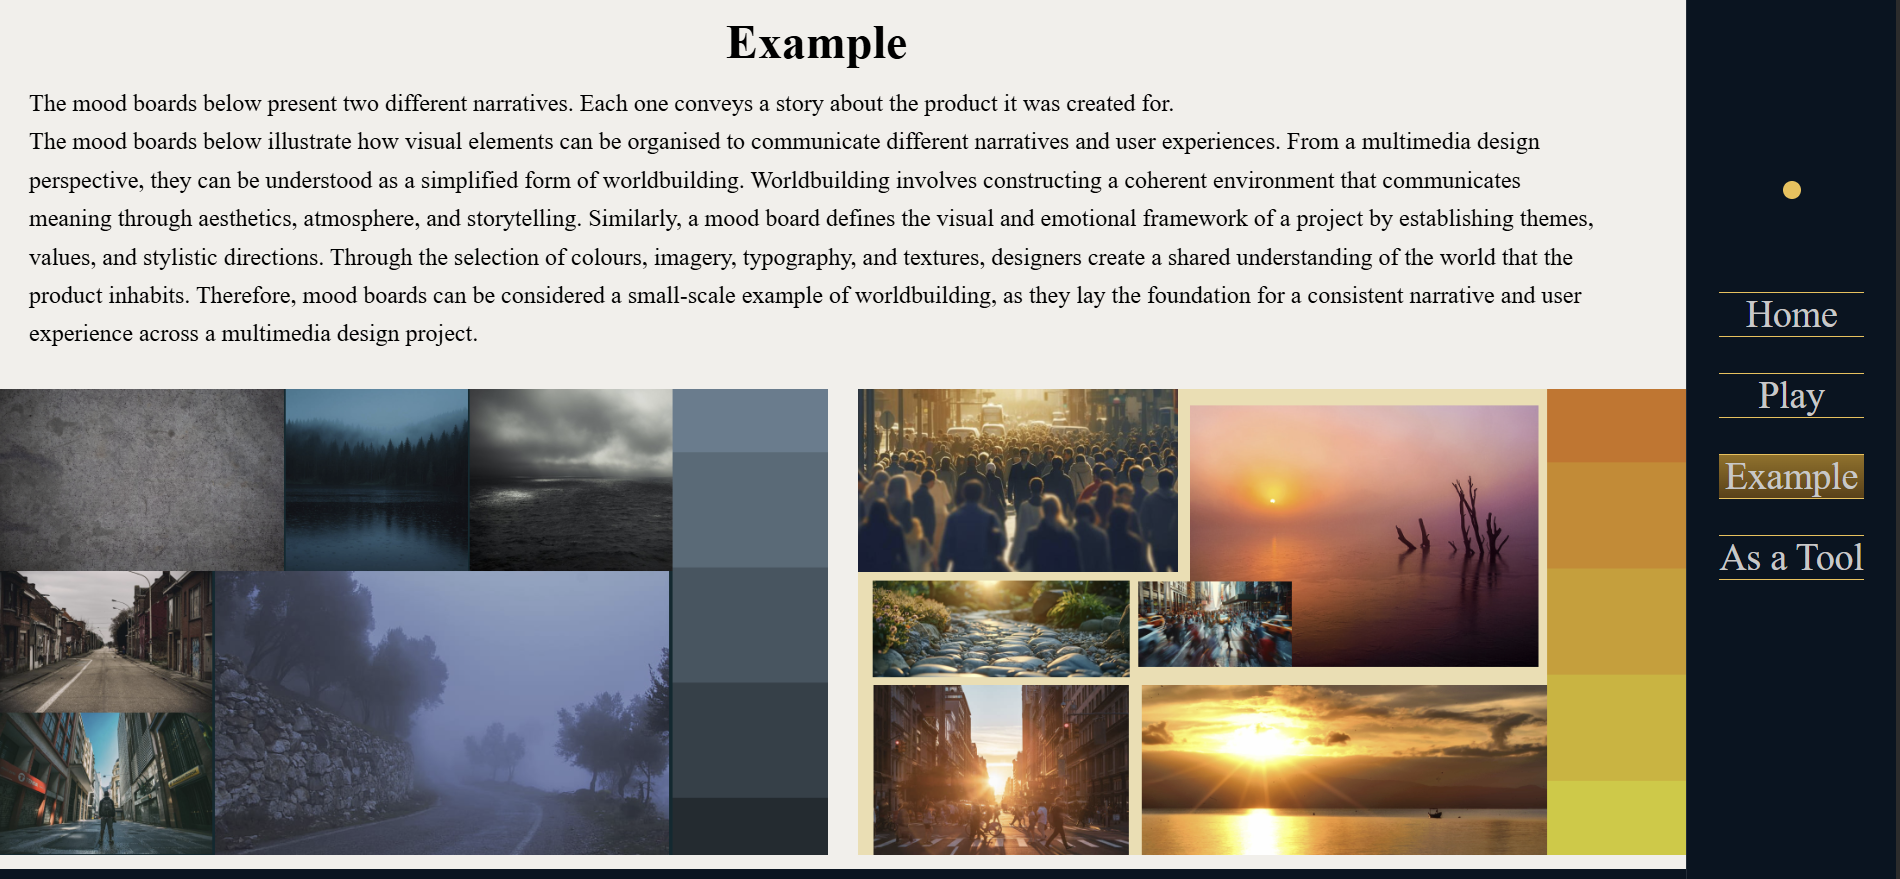 Example
The mood boards below present two different narratives. Each one conveys a story about the product it was created for.
The mood boards below illustrate how visual elements can be organised to communicate different narratives and user experiences. From a multimedia design
perspective, they can be understood as a simplified form of worldbuilding. Worldbuilding involves constructing a coherent environment that communicates
meaning through aesthetics, atmosphere, and storytelling. Similarly, a mood board defines the visual and emotional framework of a project by establishing themes,
values, and stylistic directions. Through the selection of colours, imagery, typography, and textures, designers create a shared understanding of the world that the
product inhabits. Therefore, mood boards can be considered a small-scale example of worldbuilding, as they lay the foundation for a consistent narrative and user
experience across a multimedia design project.
Home
Play
Example
As a Tool